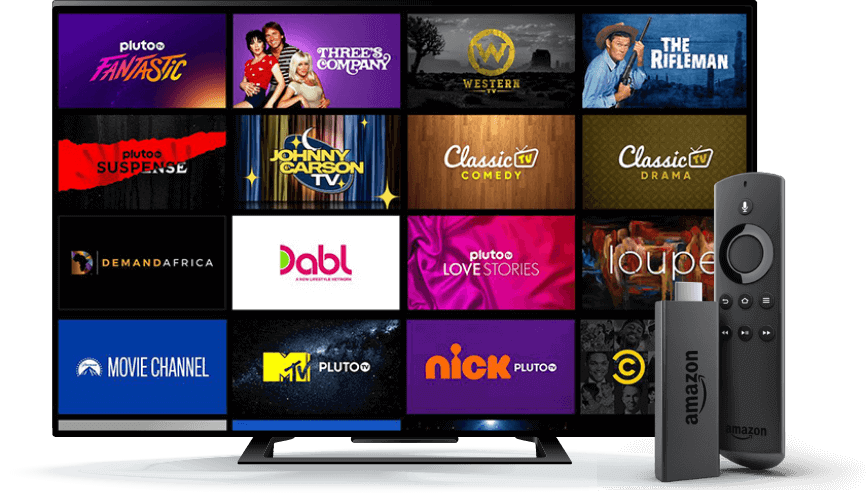 pluto tv
FANTASTIC
THREE'S
COMPANY
W
WESTERN
TV
THE
RIFLEMAN
pluto tv
SUSPENSE
JOHNNY
CARSON
TV
Classic TV
COMEDY
Classic TV
DRAMA
D DEMANDAFRICA
Dabl
A NEW LIFESTYLE NETWORK
pluto tv
LOVE STORIES
loupe
MOVIE CHANNEL
MTV PLUTO TV
nick PLUTO TV
amazon
amazon